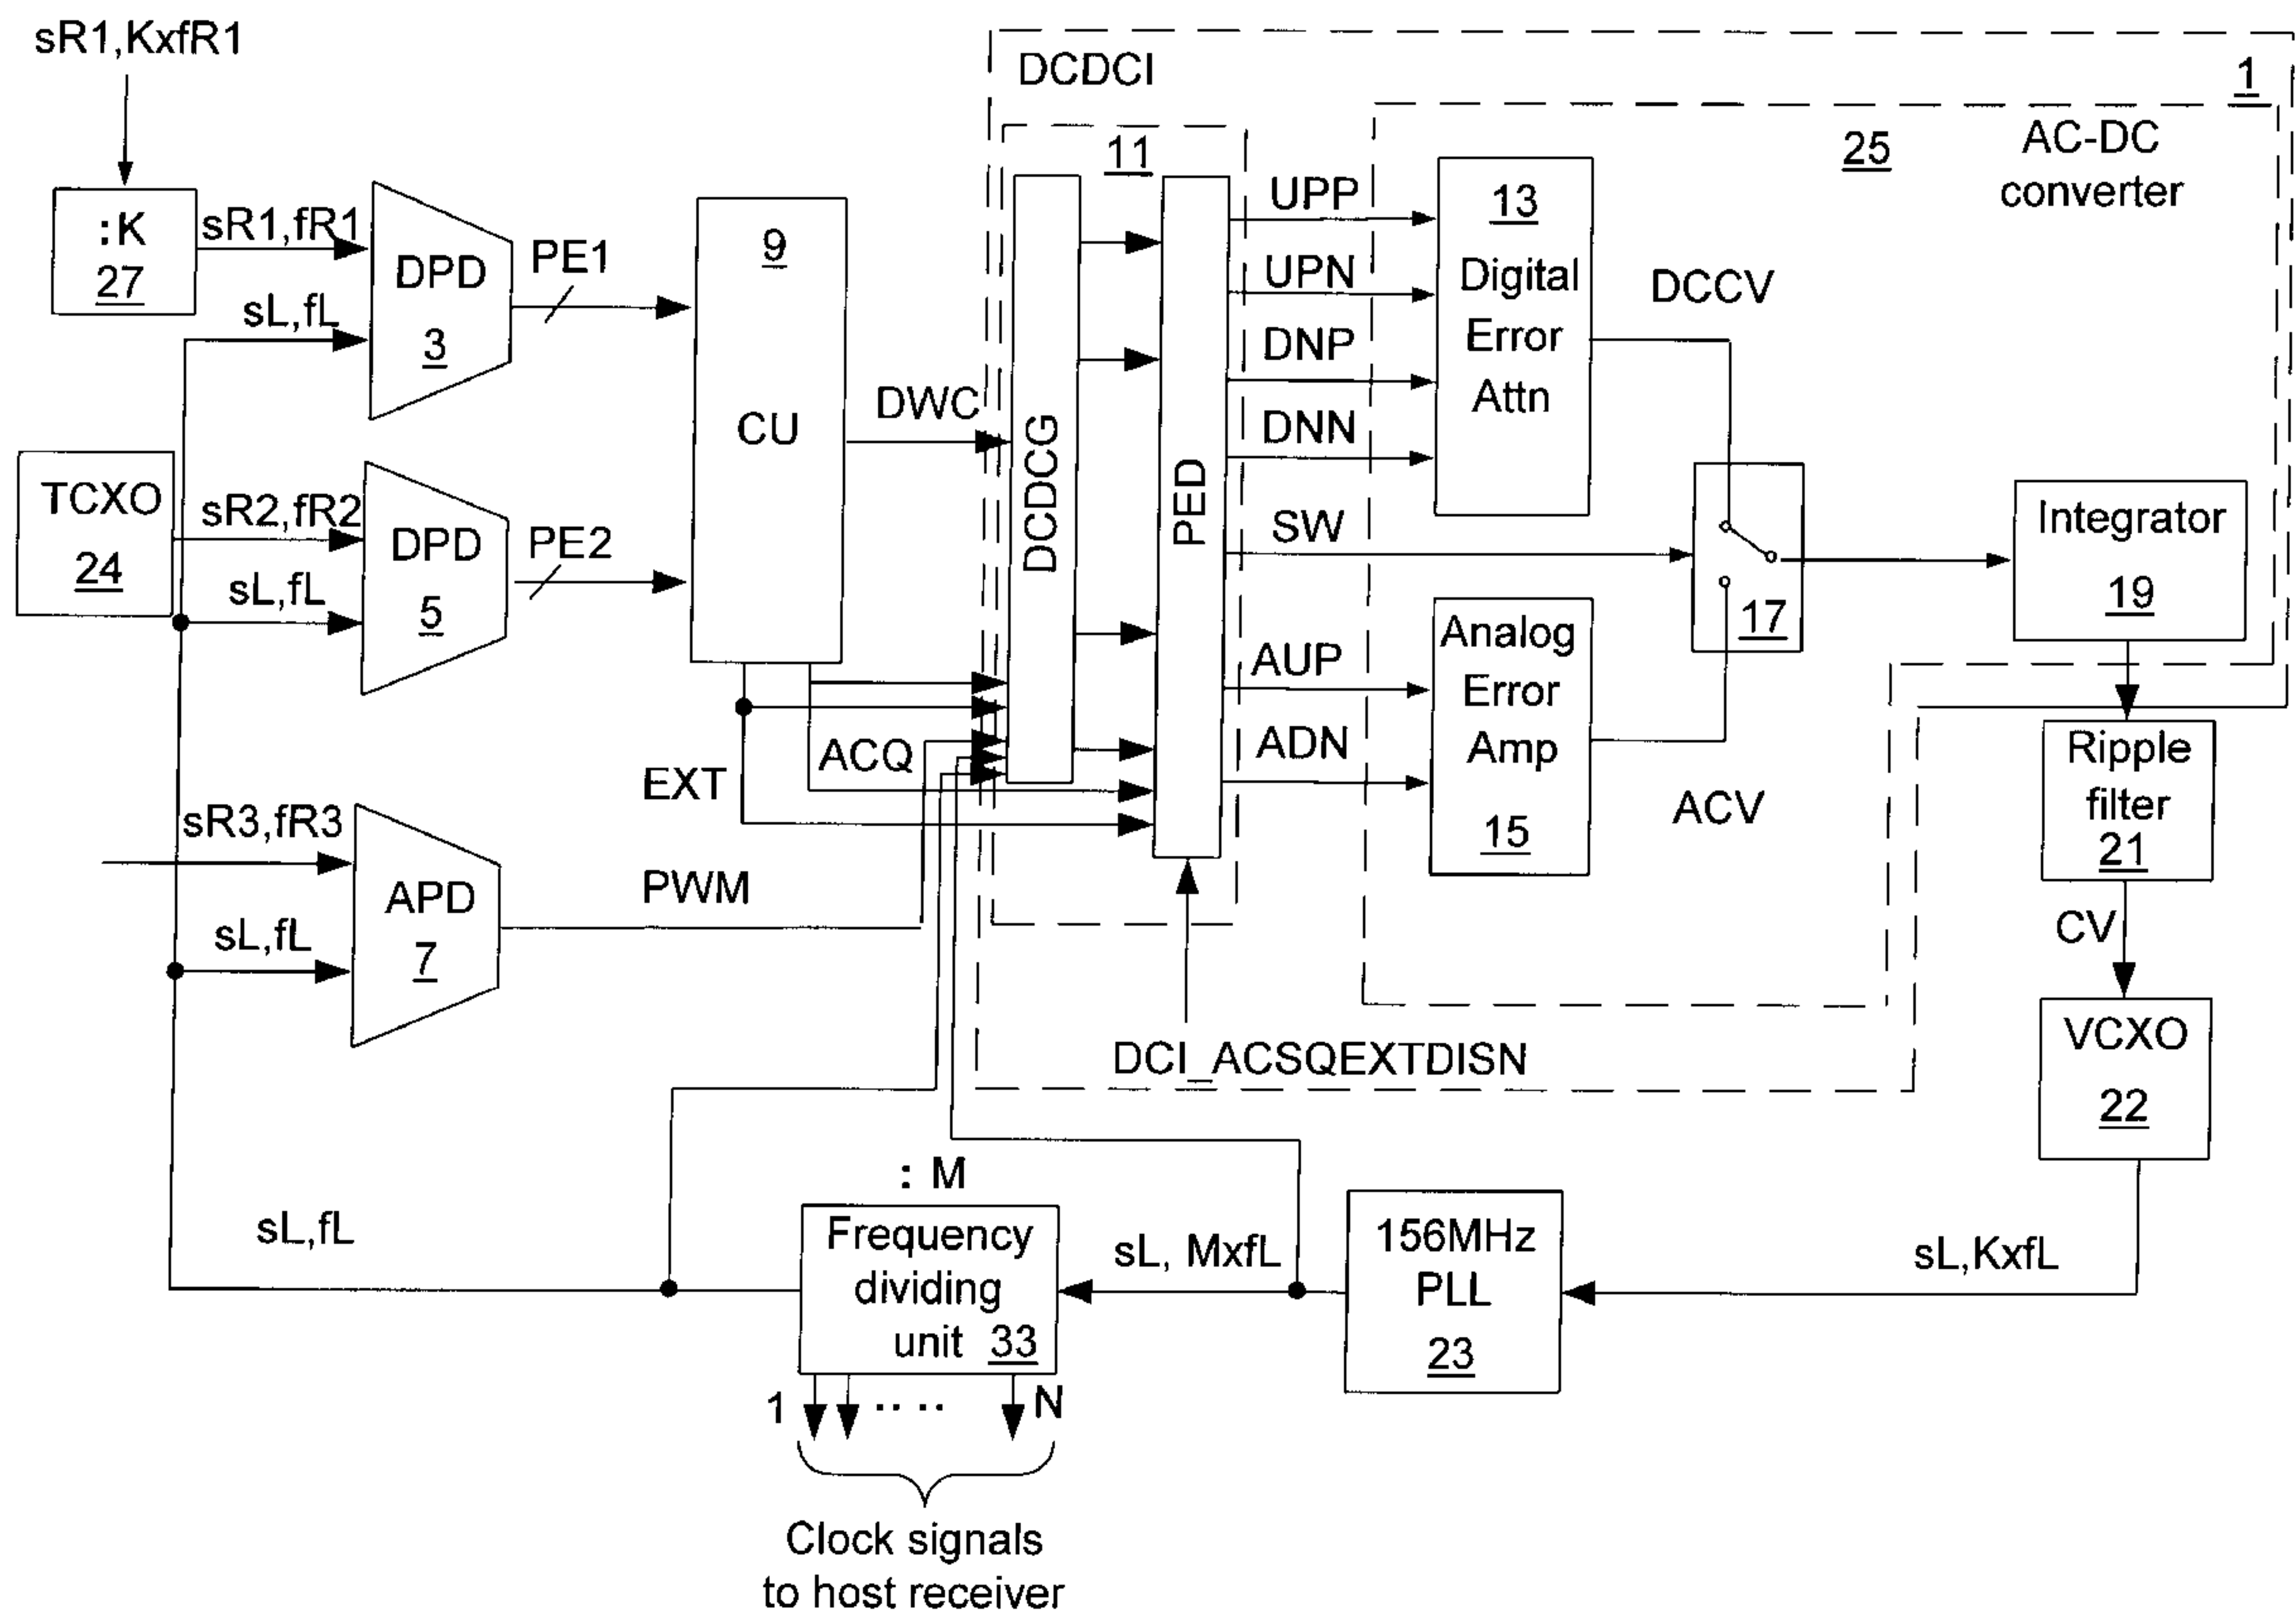 sR1,KxfR1
DCDCI
1
11
25
AC-DC
converter
:K
27
sR1,fR1
sL,fL
DPD
3
PE1
9
CU
DWC
DCDCG
PED
UPP
UPN
DNP
DNN
SW
AUP
ADN
13
Digital
Error
Attn
DCCV
TCXO
24
sR2,fR2
sL,fL
DPD
5
PE2
17
Integrator
19
Analog
Error
Amp
15
ACV
EXT
ACQ
Ripple
filter
21
CV
sR3,fR3
sL,fL
APD
7
PWM
DCI_ACSQEXTDISN
VCXO
22
: M
sL,fL
Frequency
dividing
unit 33
sL, MxfL
156MHz
PLL
23
sL,KxfL
1 .. .. N
Clock signals
to host receiver